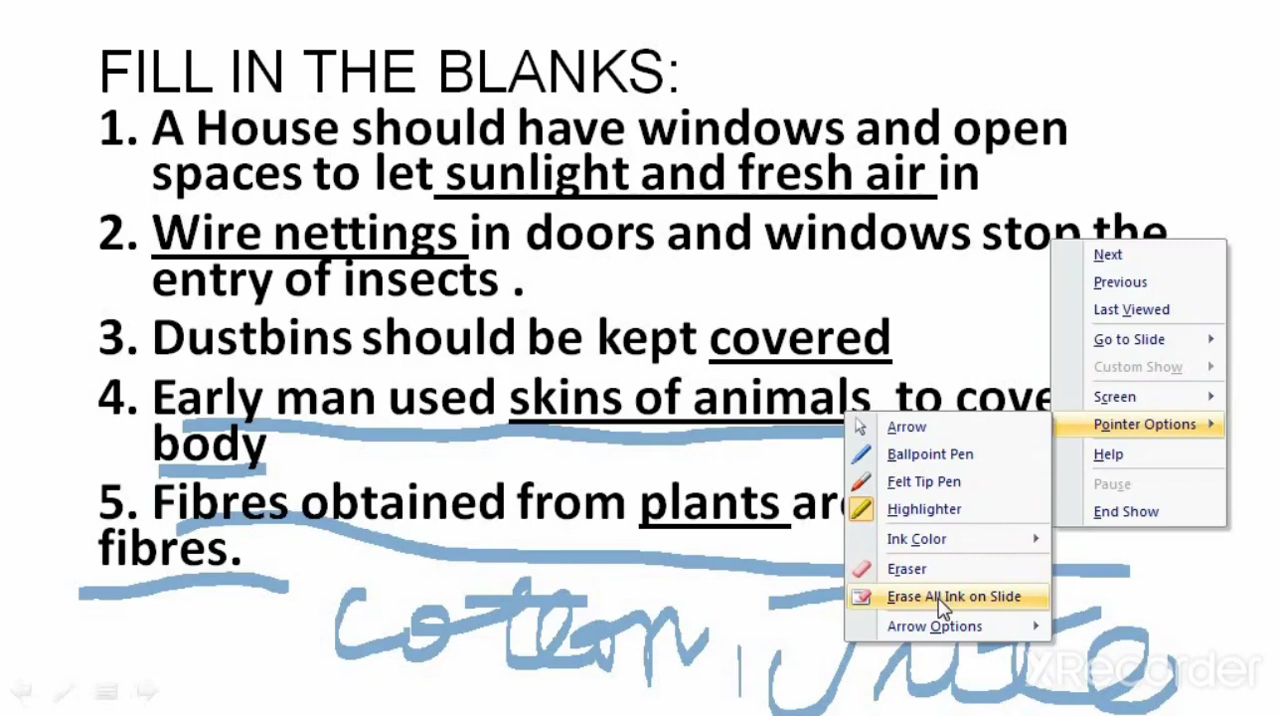 FILL IN THE BLANKS:
1. A House should have windows and open
spaces to let sunlight and fresh air in
2. Wire nettings in doors and windows stop the
entry of insects .
3. Dustbins should be kept covered
4. Early man used skins of animals to cove
body
5. Fibres obtained from plants are
fibres.
cotton, Jute
Next
Previous
Last Viewed
Go to Slide
Custom Show
Screen
Pointer Options
Help
Pause
End Show
Arrow
Ballpoint Pen
Felt Tip Pen
Highlighter
Ink Color
Eraser
Erase All Ink on Slide
Arrow Options
XRecorder